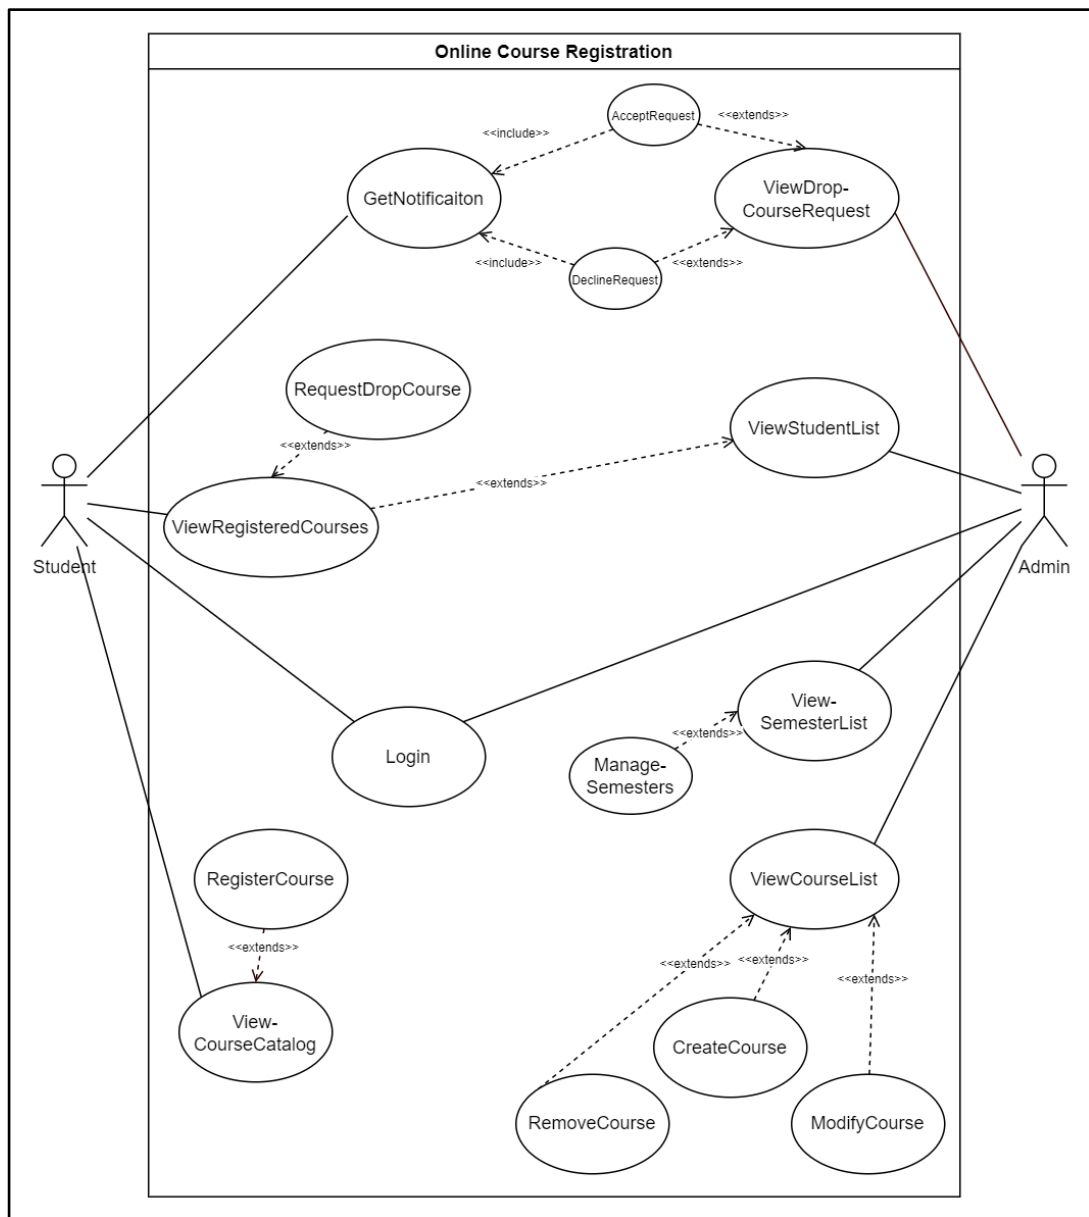 Online Course Registration
AcceptRequest
<<extends>>
<<include>>
GetNotificaiton
ViewDrop-
CourseRequest
<<include>>
<<extends>>
DeclineRequest
RequestDropCourse
<<extends>>
ViewStudentList
<<extends>>
ViewRegisteredCourses
Student
Admin
View-
SemesterList
<<extends>>
Login
Manage-
Semesters
RegisterCourse
ViewCourseList
<<extends>>
<<extends>>
<<extends>>
<<extends>>
View-
CourseCatalog
CreateCourse
RemoveCourse
ModifyCourse